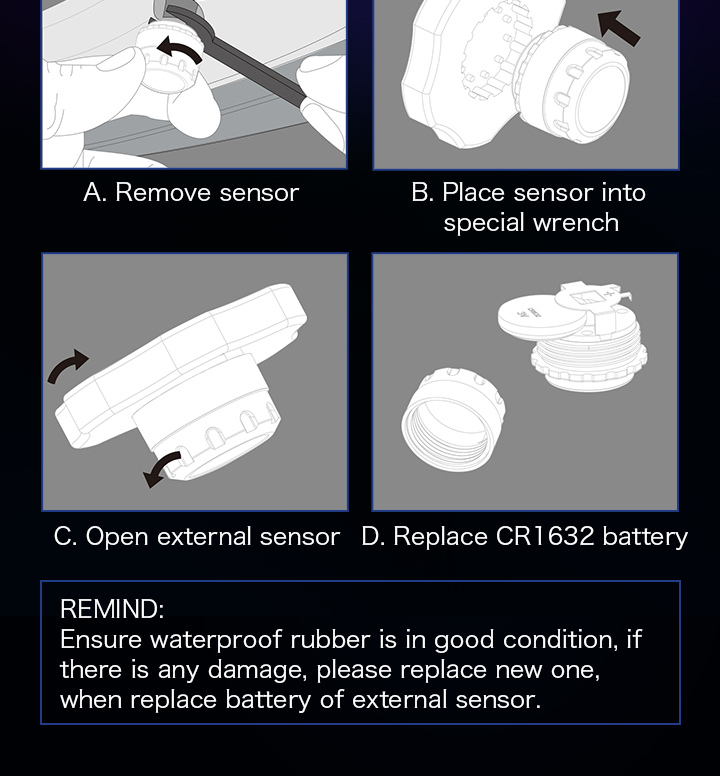 A. Remove sensor
B. Place sensor into
special wrench
C. Open external sensor
D. Replace CR1632 battery
REMIND:
Ensure waterproof rubber is in good condition, if
there is any damage, please replace new one,
when replace battery of external sensor.